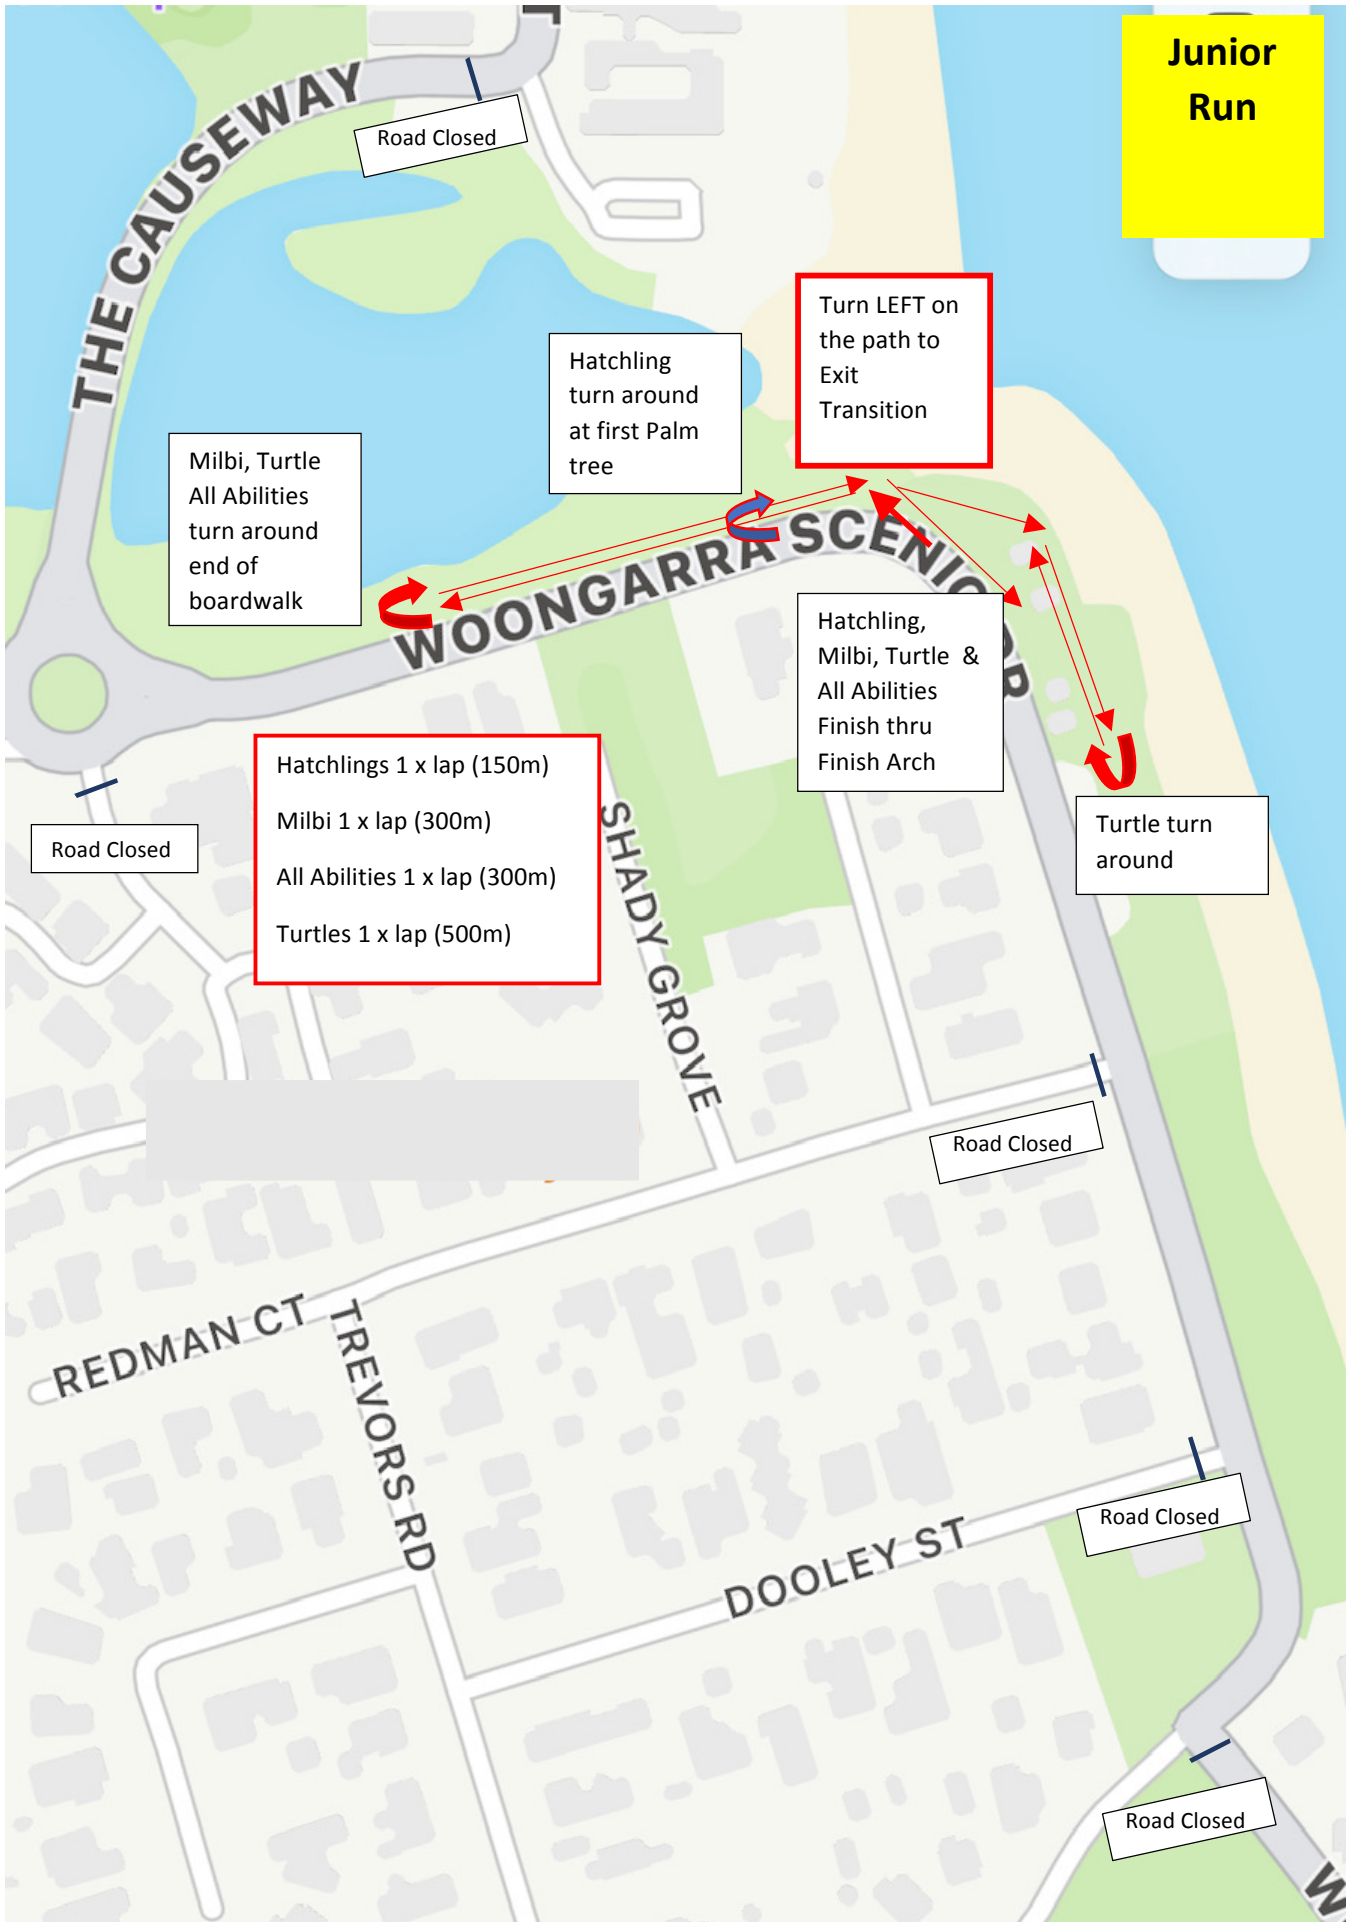 Junior
Run
THE CAUSEWAY
Road Closed
Turn LEFT on
the path to
Exit
Transition
Hatchling
turn around
at first Palm
tree
Milbi, Turtle
All Abilities
turn around
end of
boardwalk
WOONGARRA SCENIC DR
Hatchling,
Milbi, Turtle &
All Abilities
Finish thru
Finish Arch
Hatchlings 1 x lap (150m)
Milbi 1 x lap (300m)
All Abilities 1 x lap (300m)
Turtles 1 x lap (500m)
Turtle turn
around
Road Closed
SHADY GROVE
Road Closed
REDMAN CT
TREVORS RD
Road Closed
DOOLEY ST
Road Closed